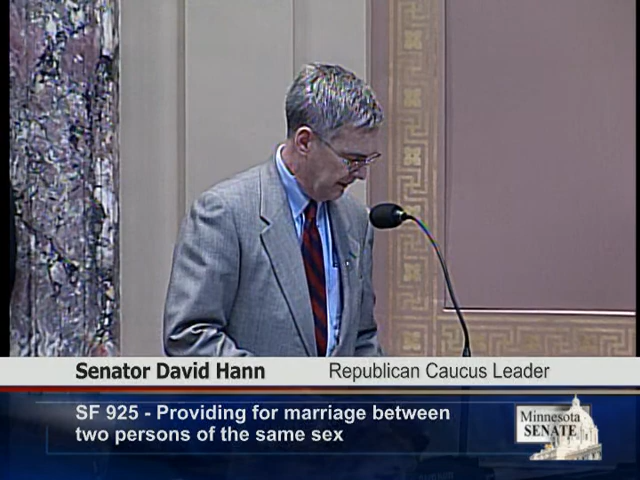 Senator David Hann
Republican Caucus Leader
SF 925 - Providing for marriage between
two persons of the same sex
Minnesota
SENATE